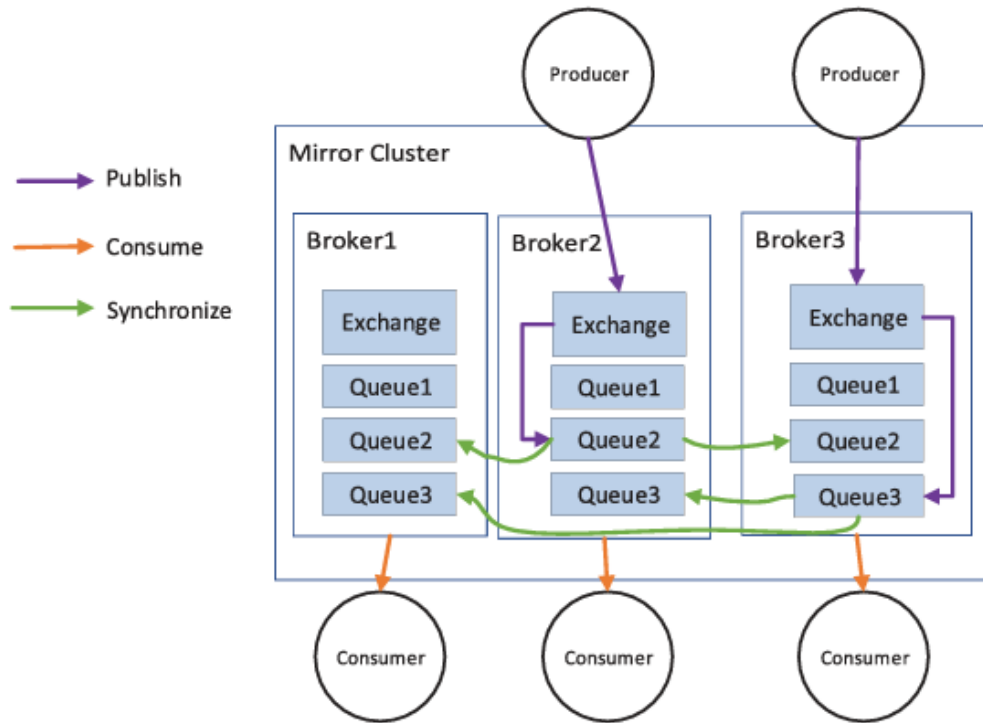 Producer
Producer
Mirror Cluster
Publish
Consume
Synchronize
Broker1
Exchange
Queue1
Queue2
Queue3
Broker2
Exchange
Queue1
Queue2
Queue3
Broker3
Exchange
Queue1
Queue2
Queue3
Consumer
Consumer
Consumer